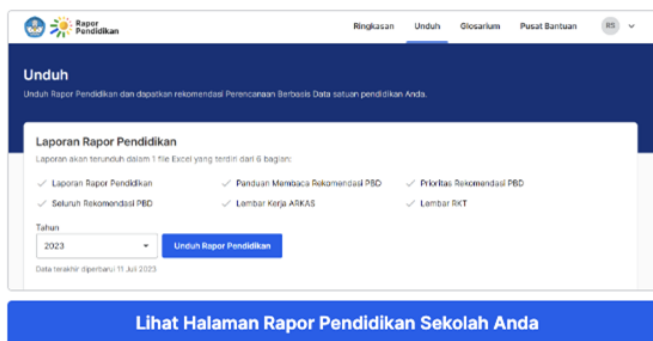 Rapor
Pendidikan
Ringkasan Unduh Glosarium Pusat Bantuan RS
Unduh
Unduh Rapor Pendidikan dan dapatkan rekomendasi Perencanaan Berbasis Data satuan pendidikan Anda.
Laporan Rapor Pendidikan
Laporan akan terunduh dalam 1 file Excel yang terdiri dari 6 bagian:
Laporan Rapor Pendidikan Panduan Membaca Rekomendasi PBD Prioritas Rekomendasi PBD
Seluruh Rekomendasi PBD Lembar Kerja ARKAS Lembar RKT
Tahun
2023 Unduh Rapor Pendidikan
Data terakhir diperbarui 11 Juli 2023
Lihat Halaman Rapor Pendidikan Sekolah Anda